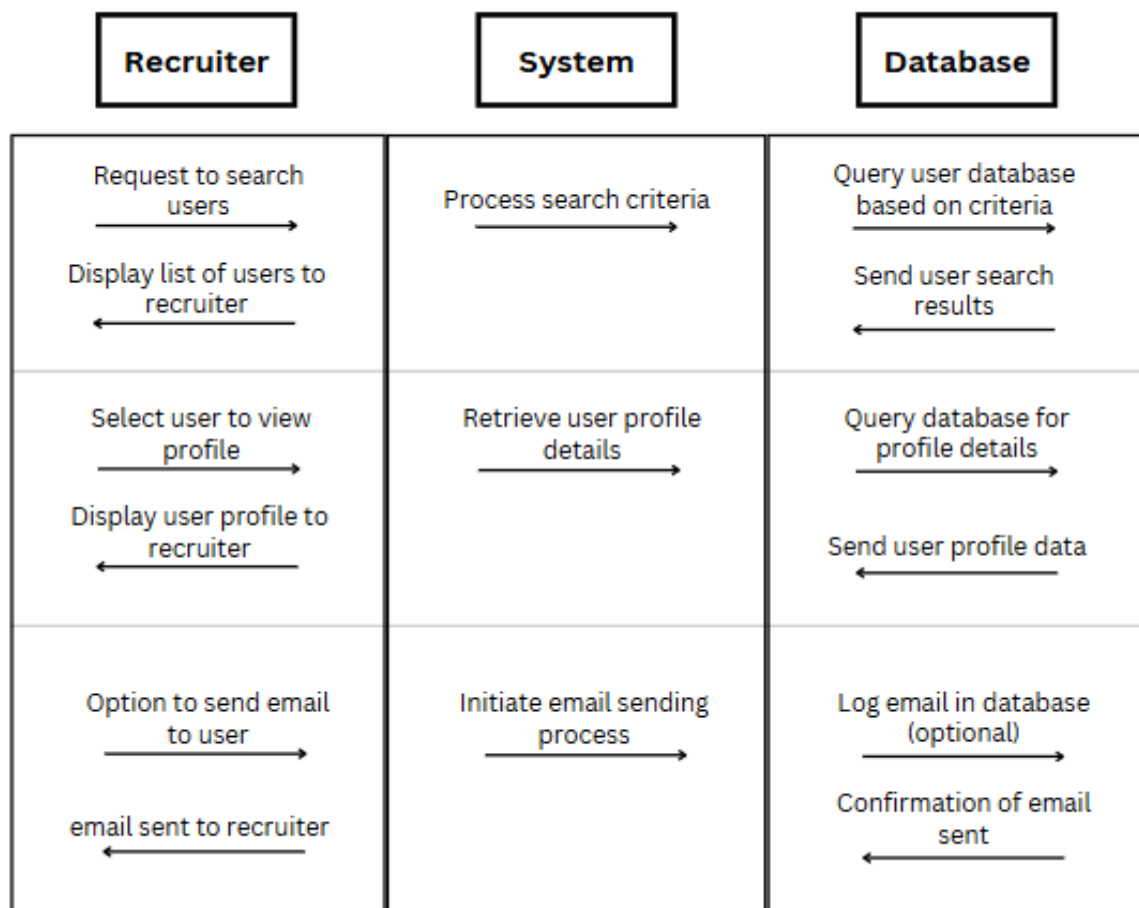 Recruiter
System
Database
Request to search
users
Process search criteria
Query user database
based on criteria
Display list of users to
recruiter
Send user search
results
Select user to view
profile
Retrieve user profile
details
Query database for
profile details
Display user profile to
recruiter
Send user profile data
Option to send email
to user
Initiate email sending
process
Log email in database
(optional)
email sent to recruiter
Confirmation of email
sent